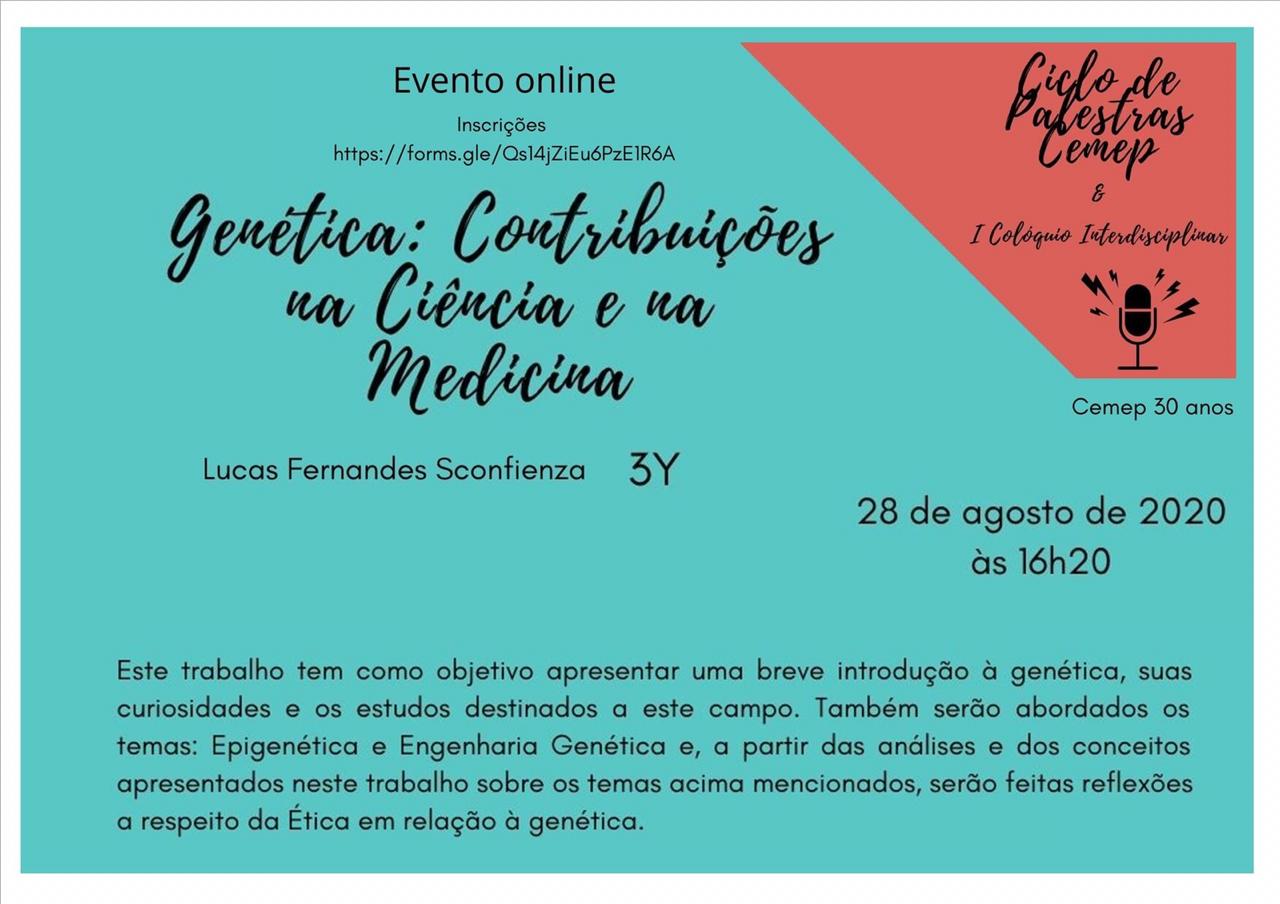 Evento online
Inscrições
https://forms.gle/Qs14jZiEu6PzE1R6A
Genética: Contribuições
na Ciência e na
Medicina
Ciclo de
Palestras
Cemep
&
I Colóquio Interdisciplinar
Cemep 30 anos
Lucas Fernandes Sconfienza 3Y
28 de agosto de 2020
às 16h20
Este trabalho tem como objetivo apresentar uma breve introdução à genética, suas
curiosidades e os estudos destinados a este campo. Também serão abordados os
temas: Epigenética e Engenharia Genética e, a partir das análises e dos conceitos
apresentados neste trabalho sobre os temas acima mencionados, serão feitas reflexões
a respeito da Ética em relação à genética.